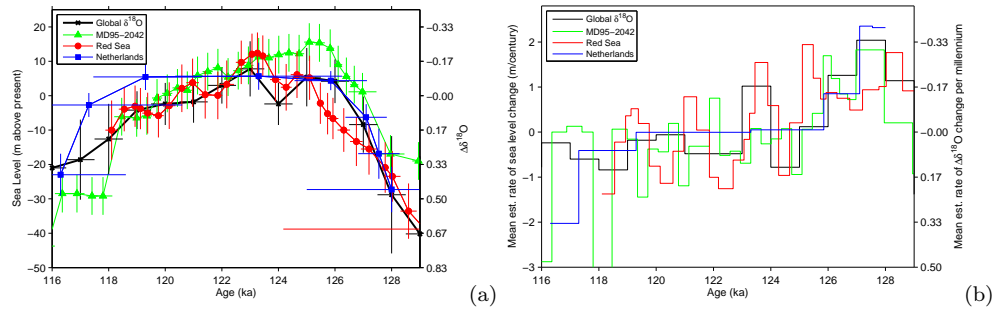 Global δ18O
MD95−2042
Red Sea
Netherlands
Sea Level (m above present)
20
10
0
−10
−20
−30
−40
−50
116
118
120
122
124
126
128
Age (ka)
−0.33
−0.17
−0.00
0.17
0.33
0.50
0.67
0.83
Δδ18O
(a)
Global δ18O
MD95−2042
Red Sea
Netherlands
Mean est. rate of sea level change (m/century)
2
1
0
−1
−2
−3
116
118
120
122
124
126
128
Age (ka)
−0.33
−0.17
−0.00
0.17
0.33
0.50
Mean est. rate of Δδ18O change per millennium
(b)